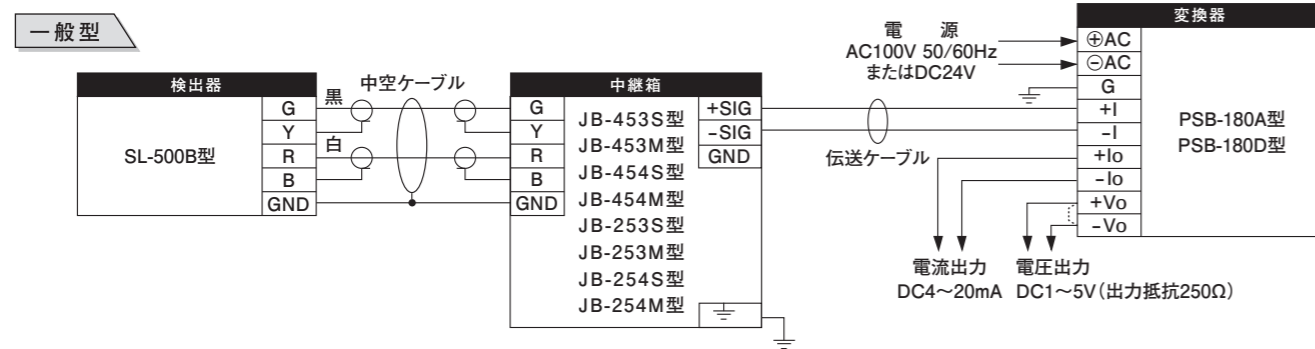 一般型
検出器
SL-500B型
G
Y
R
B
GND
黒
白
中空ケーブル
中継箱
G
Y
R
B
GND
JB-453S型
JB-453M型
JB-454S型
JB-454M型
JB-253S型
JB-253M型
JB-254S型
JB-254M型
+SIG
-SIG
GND
伝送ケーブル
電 源
AC100V 50/60Hz
またはDC24V
変換器
⊕AC
⊖AC
G
+I
-I
+Io
-Io
+Vo
-Vo
PSB-180A型
PSB-180D型
電流出力
DC4〜20mA
電圧出力
DC1〜5V(出力抵抗250Ω)